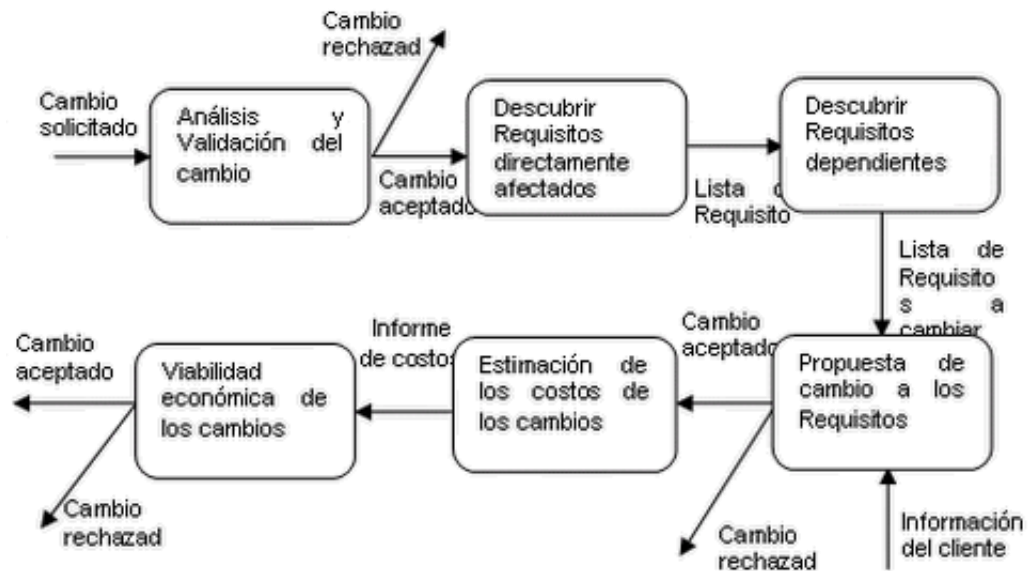 Cambio
rechazad
Cambio
solicitado
Análisis y
Validación del
cambio
Cambio
aceptado
Descubrir
Requisitos
directamente
afectados
Lista d
Requisito
Descubrir
Requisitos
dependientes
Lista de
Requisito
s a
cambiar
Cambio
aceptado
Viabilidad
económica de
los cambios
Informe
de costos
Estimación de
los costos de
los cambios
Cambio
aceptado
Propuesta de
cambio a los
Requisitos
Cambio
rechazad
Cambio
rechazad
Información
del cliente